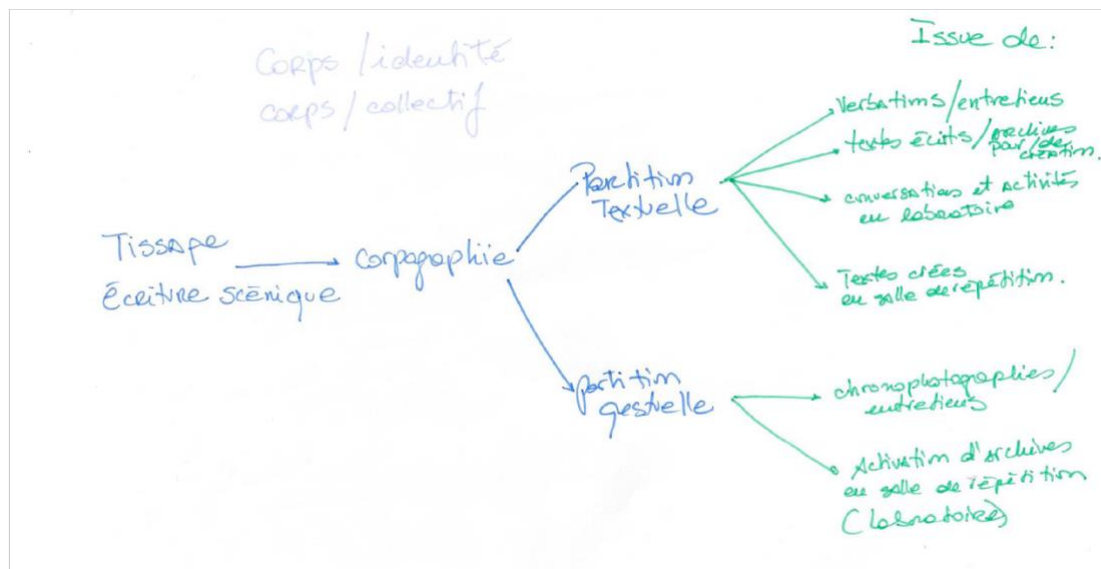 Corps / identité
corps / collectif
Issue de :
Tissage
écriture scénique
corpographie
Partition
Textuelle
Verbatims / entretiens
textes écrits / archives
par / de
création.
conversations et activités
en laboratoire
Textes crées
en salle de répétition.
partition
gestuelle
chronophotographies /
entretiens
Activation d'archives
en salle de répétition
(laboratoire)